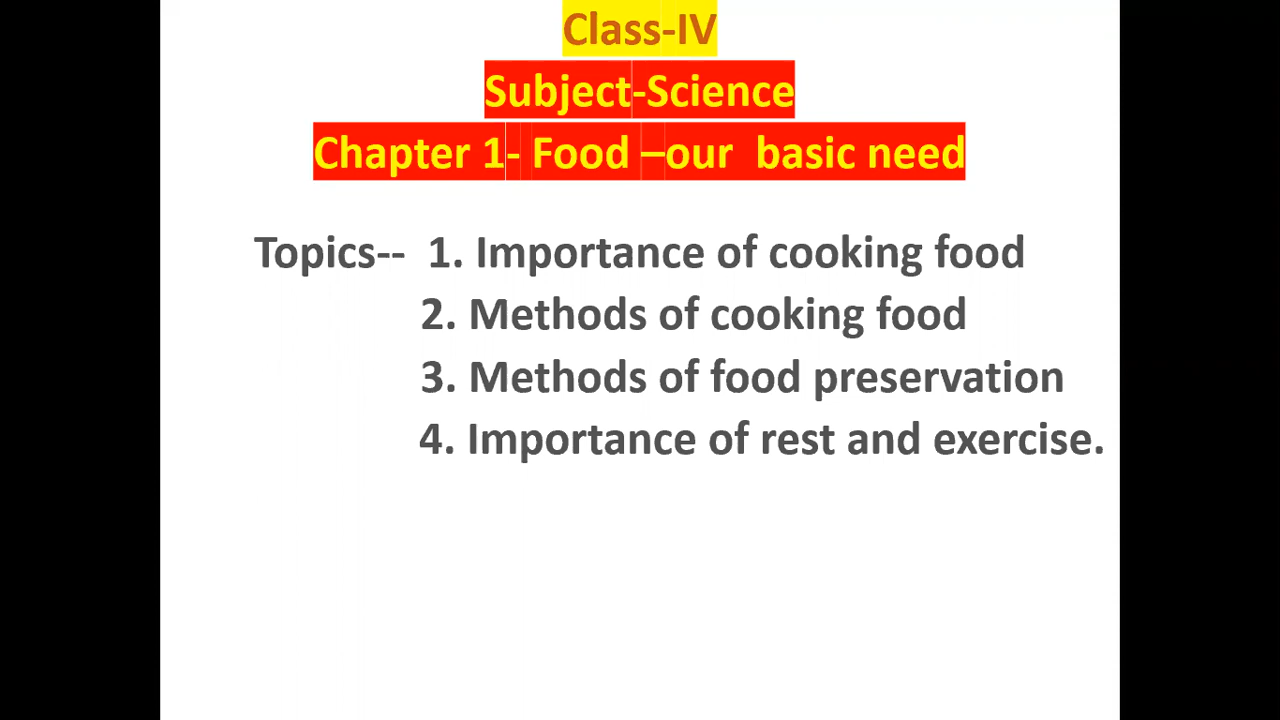 Class-IV
Subject-Science
Chapter 1- Food –our  basic need
Topics--  1. Importance of cooking food
2. Methods of cooking food
3. Methods of food preservation
4. Importance of rest and exercise.